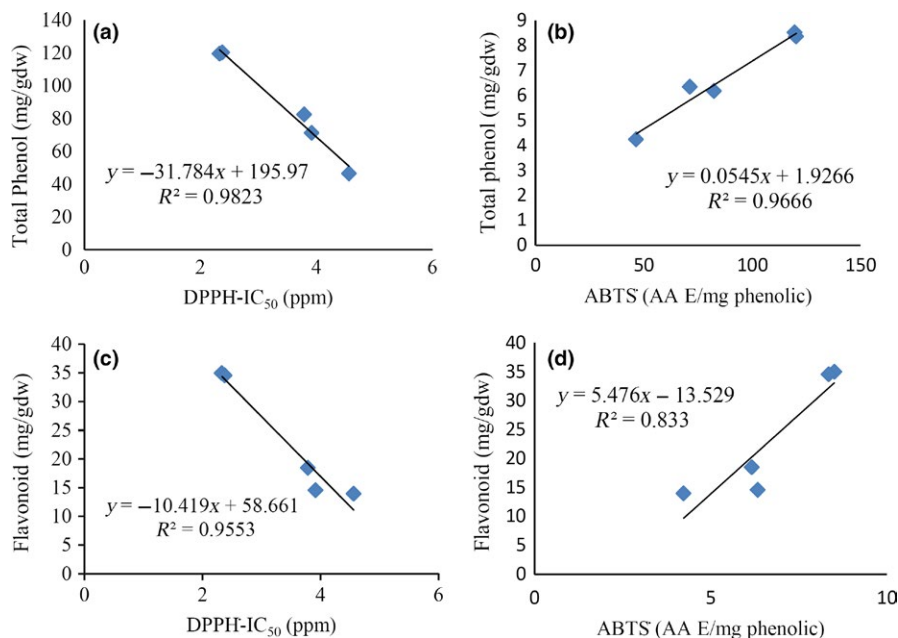 (a)
Total Phenol (mg/gdw)
140
120
100
80
60
40
20
0
y = −31.784x + 195.97
R² = 0.9823
0 2 4 6
DPPH-IC₅₀ (ppm)
(b)
Total phenol (mg/gdw)
9
8
7
6
5
4
3
2
1
0
y = 0.0545x + 1.9266
R² = 0.9666
0 50 100 150
ABTS˙ (AA E/mg phenolic)
(c)
Flavonoid (mg/gdw)
40
35
30
25
20
15
10
5
0
y = −10.419x + 58.661
R² = 0.9553
0 2 4 6
DPPH-IC₅₀ (ppm)
(d)
Flavonoid (mg/gdw)
40
35
30
25
20
15
10
5
0
y = 5.476x − 13.529
R² = 0.833
0 5 10
ABTS˙ (AA E/mg phenolic)